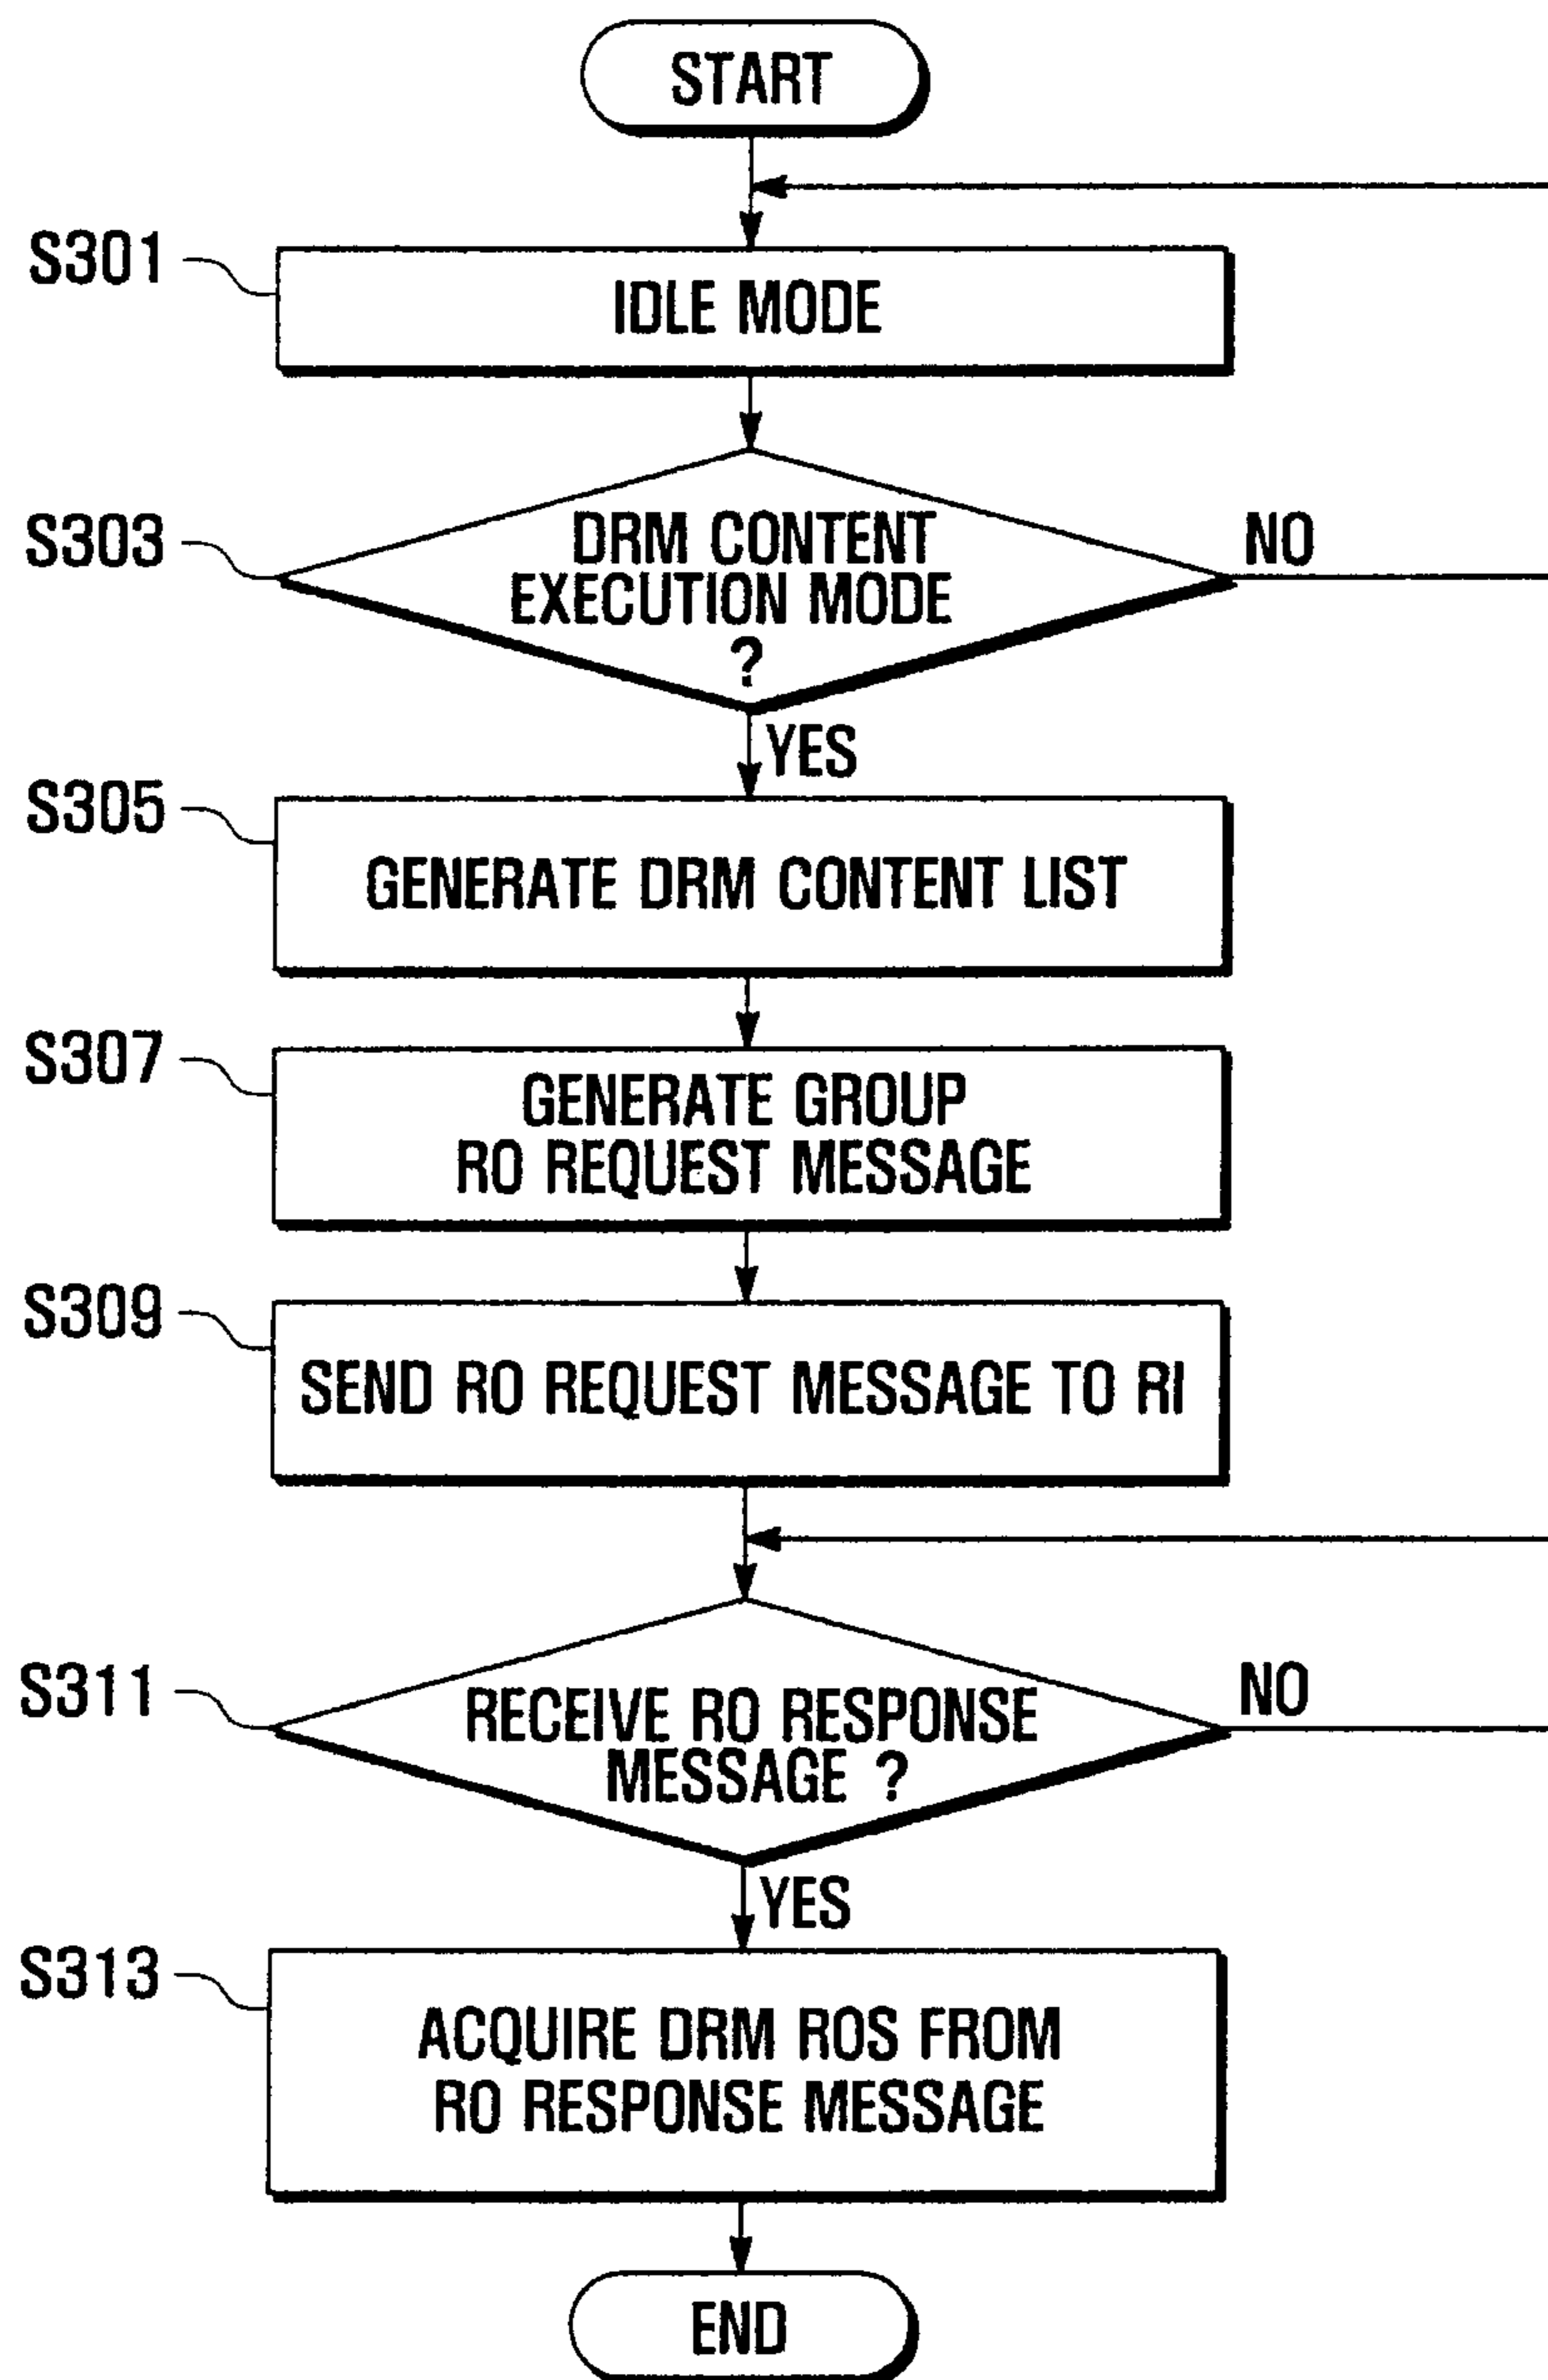 START
S301
IDLE MODE
S303
DRM CONTENT
EXECUTION MODE
?
NO
YES
S305
GENERATE DRM CONTENT LIST
S307
GENERATE GROUP
RO REQUEST MESSAGE
S309
SEND RO REQUEST MESSAGE TO RI
S311
RECEIVE RO RESPONSE
MESSAGE ?
NO
YES
S313
ACQUIRE DRM ROS FROM
RO RESPONSE MESSAGE
END